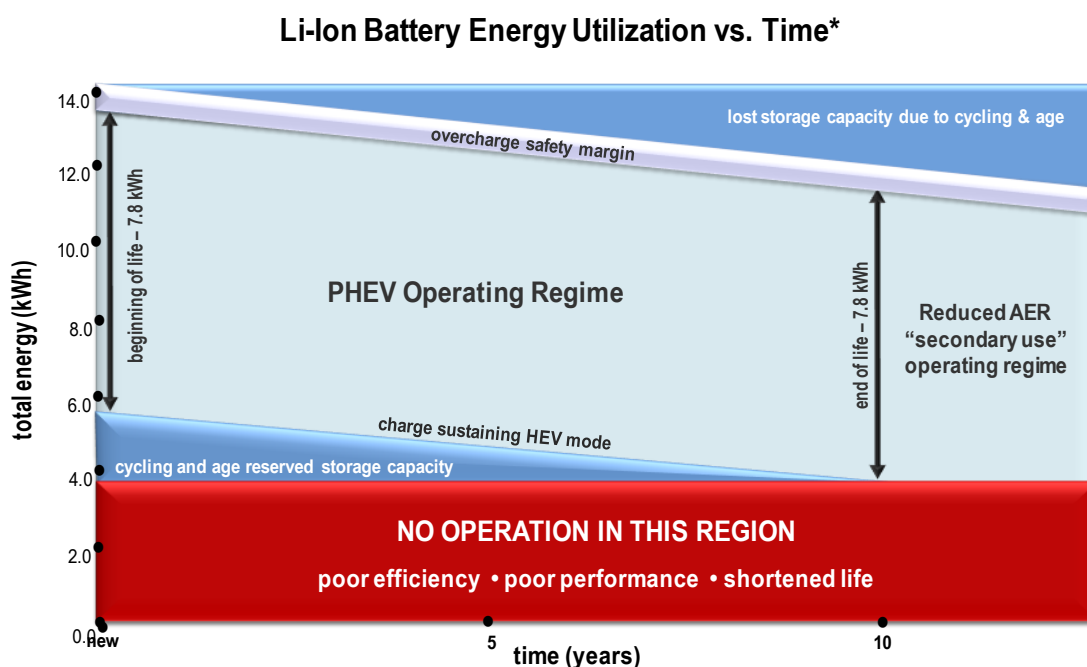 Li-Ion Battery Energy Utilization vs. Time*
14.0
lost storage capacity due to cycling & age
overcharge safety margin
12.0
beginning of life – 7.8 kWh
10.0
PHEV Operating Regime
end of life – 7.8 kWh
Reduced AER
“secondary use”
operating regime
total energy (kWh)
8.0
6.0
charge sustaining HEV mode
cycling and age reserved storage capacity
4.0
NO OPERATION IN THIS REGION
2.0
poor efficiency • poor performance • shortened life
0.0
new
5
10
time (years)